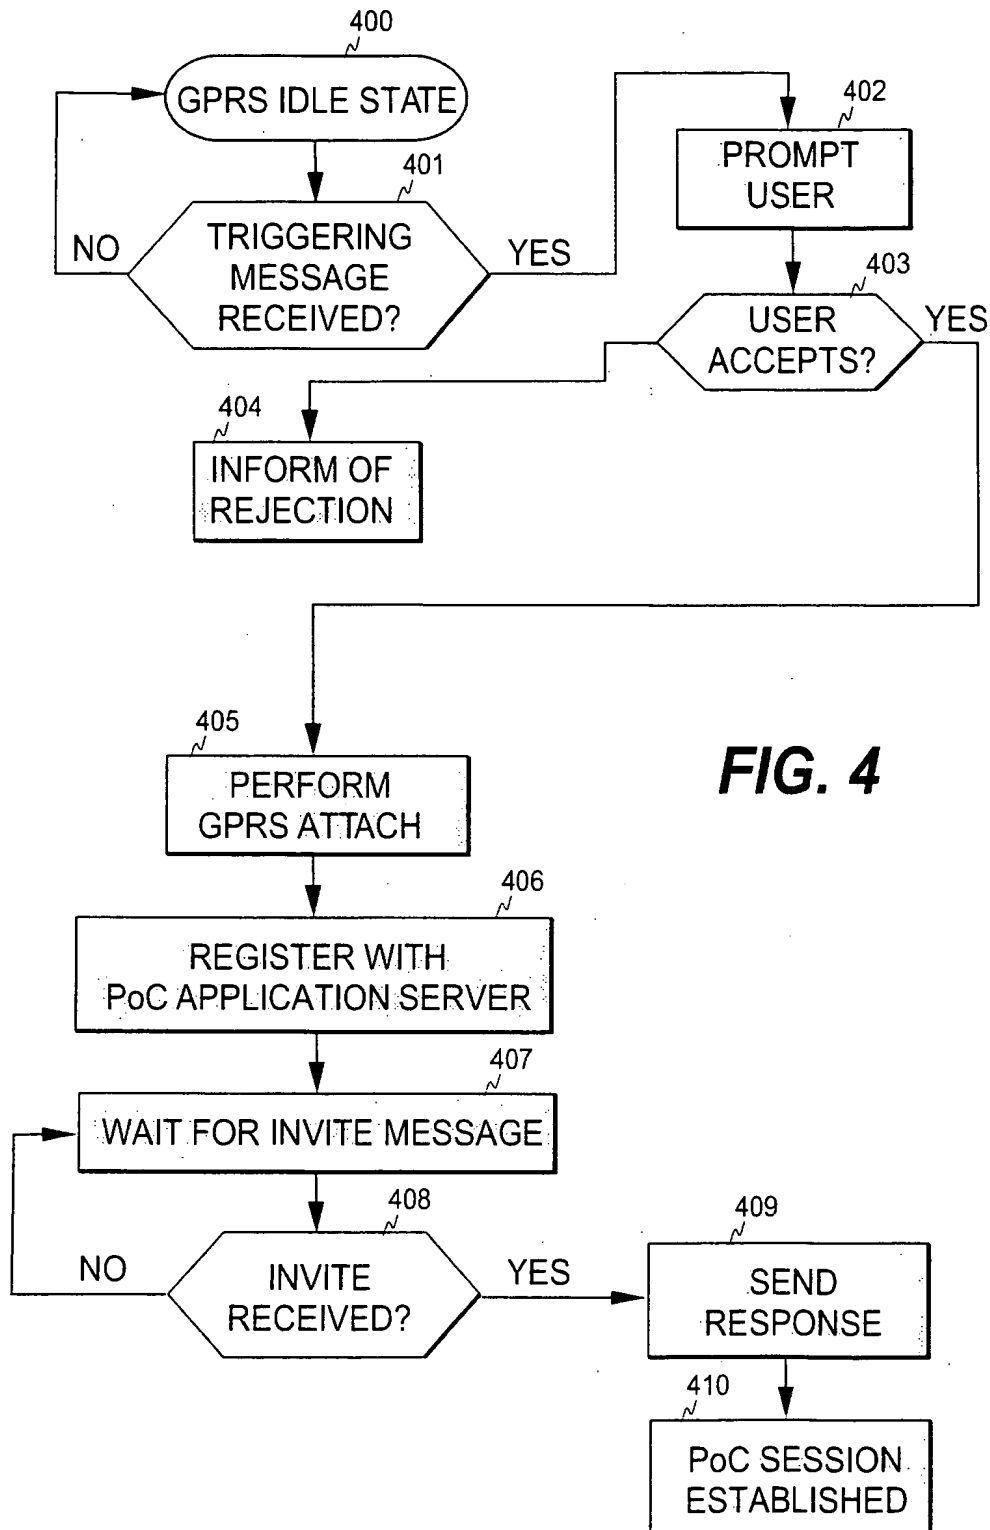 400
GPRS IDLE STATE
401
TRIGGERING
MESSAGE
RECEIVED?
NO
YES
402
PROMPT
USER
403
USER
ACCEPTS?
YES
404
INFORM OF
REJECTION
405
PERFORM
GPRS ATTACH
FIG. 4
406
REGISTER WITH
PoC APPLICATION SERVER
407
WAIT FOR INVITE MESSAGE
408
INVITE
RECEIVED?
NO
YES
409
SEND
RESPONSE
410
PoC SESSION
ESTABLISHED